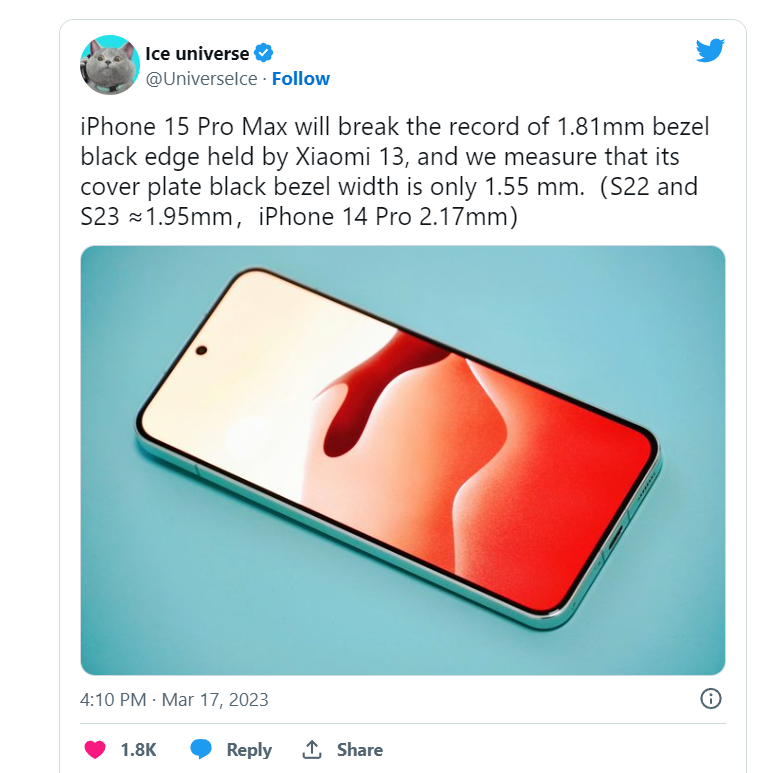 Ice universe
@UniverseIce · Follow
iPhone 15 Pro Max will break the record of 1.81mm bezel
black edge held by Xiaomi 13, and we measure that its
cover plate black bezel width is only 1.55 mm.（S22 and
S23 ≈1.95mm，iPhone 14 Pro 2.17mm）
4:10 PM · Mar 17, 2023
1.8K Reply Share